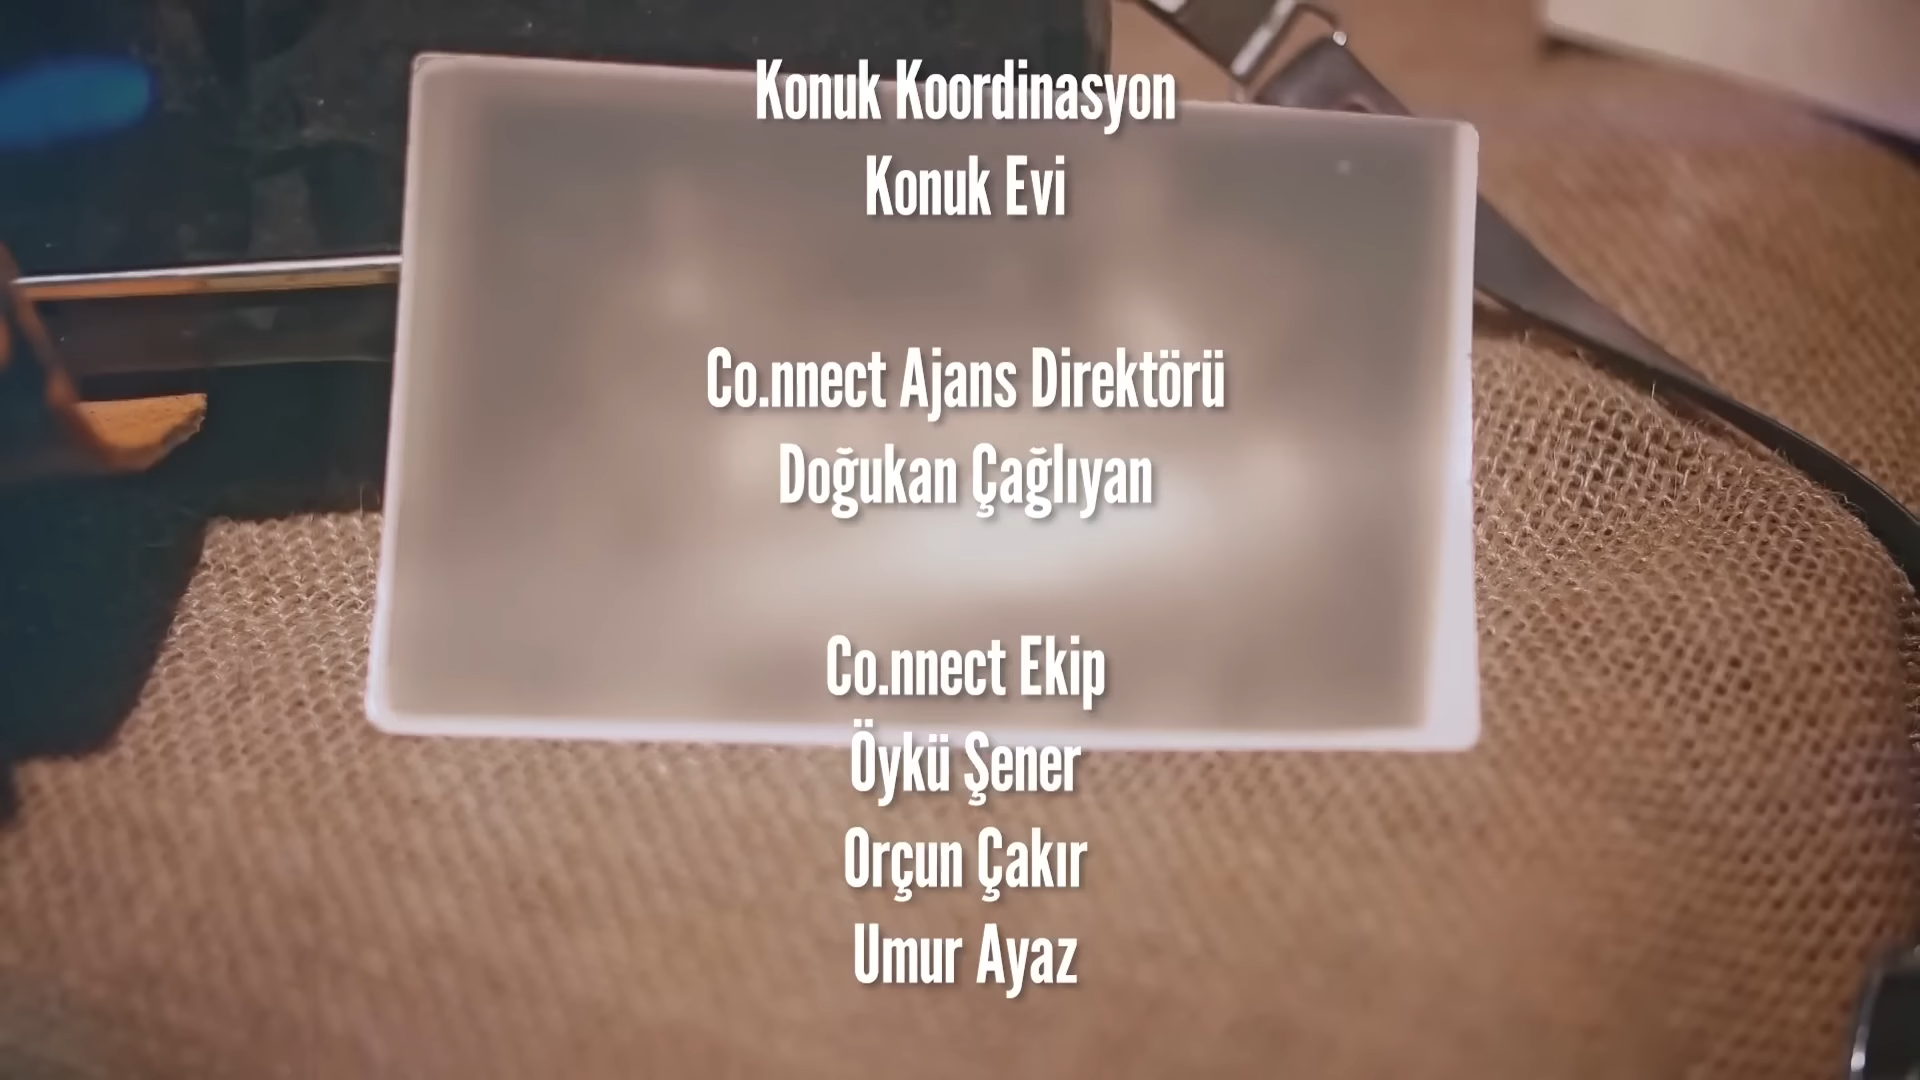 Konuk Koordinasyon
Konuk Evi
Co.nnect Ajans Direktörü
Doğukan Çağlıyan
Co.nnect Ekip
Öykü Şener
Orçun Çakır
Umur Ayaz